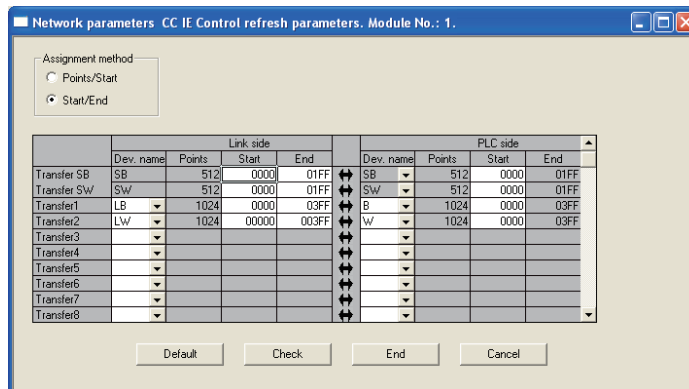 Network parameters CC IE Control refresh parameters. Module No.: 1.
Assignment method
Points/Start
Start/End
Link side PLC side
Dev. name Points Start End Dev. name Points Start End
Transfer SB SB 512 0000 01FF SB 512 0000 01FF
Transfer SW SW 512 0000 01FF SW 512 0000 01FF
Transfer1 LB 1024 0000 03FF B 1024 0000 03FF
Transfer2 LW 1024 00000 003FF W 1024 0000 03FF
Transfer3
Transfer4
Transfer5
Transfer6
Transfer7
Transfer8
Default Check End Cancel